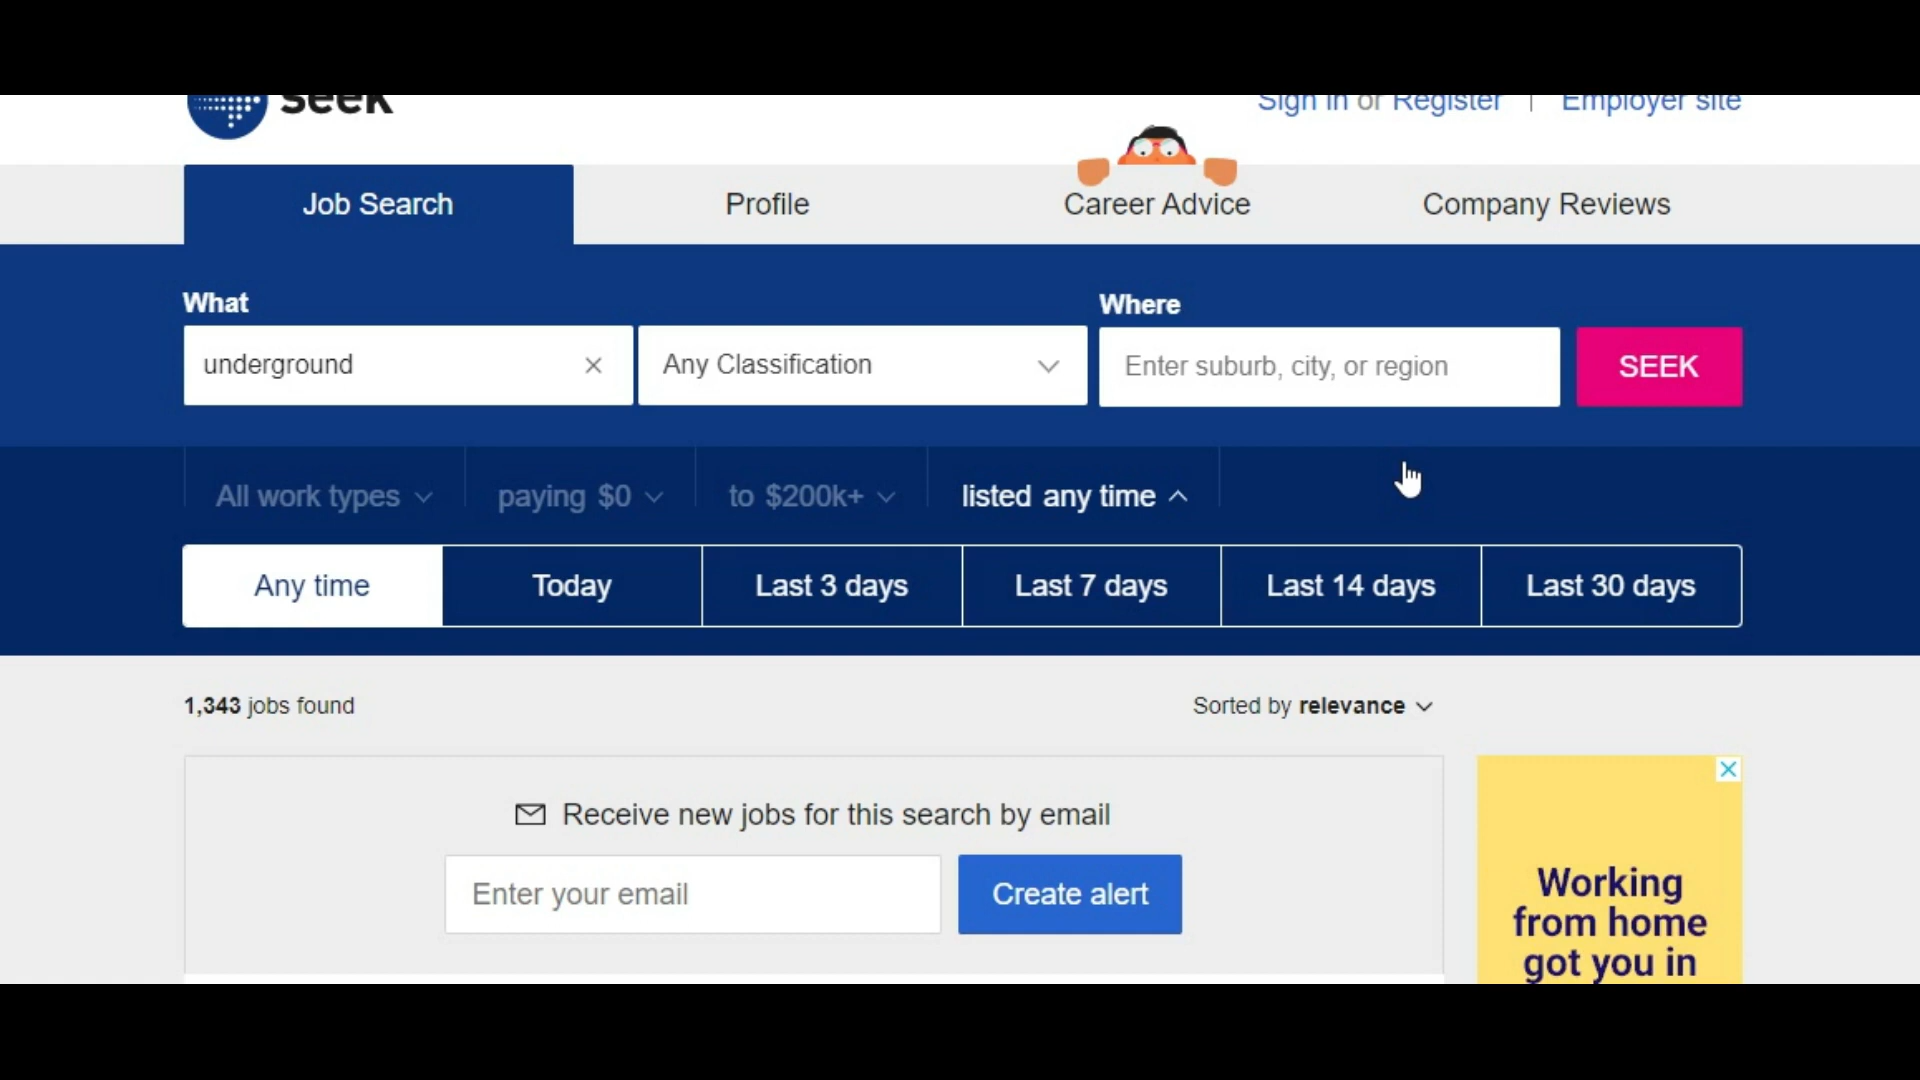 seek
Sign in or Register | Employer site
Job Search
Profile
Career Advice
Company Reviews
What
Where
underground
Any Classification
Enter suburb, city, or region
SEEK
All work types
paying $0
to $200k+
listed any time
Any time
Today
Last 3 days
Last 7 days
Last 14 days
Last 30 days
1,343 jobs found
Sorted by relevance
Receive new jobs for this search by email
Enter your email
Create alert
Working
from home
got you in